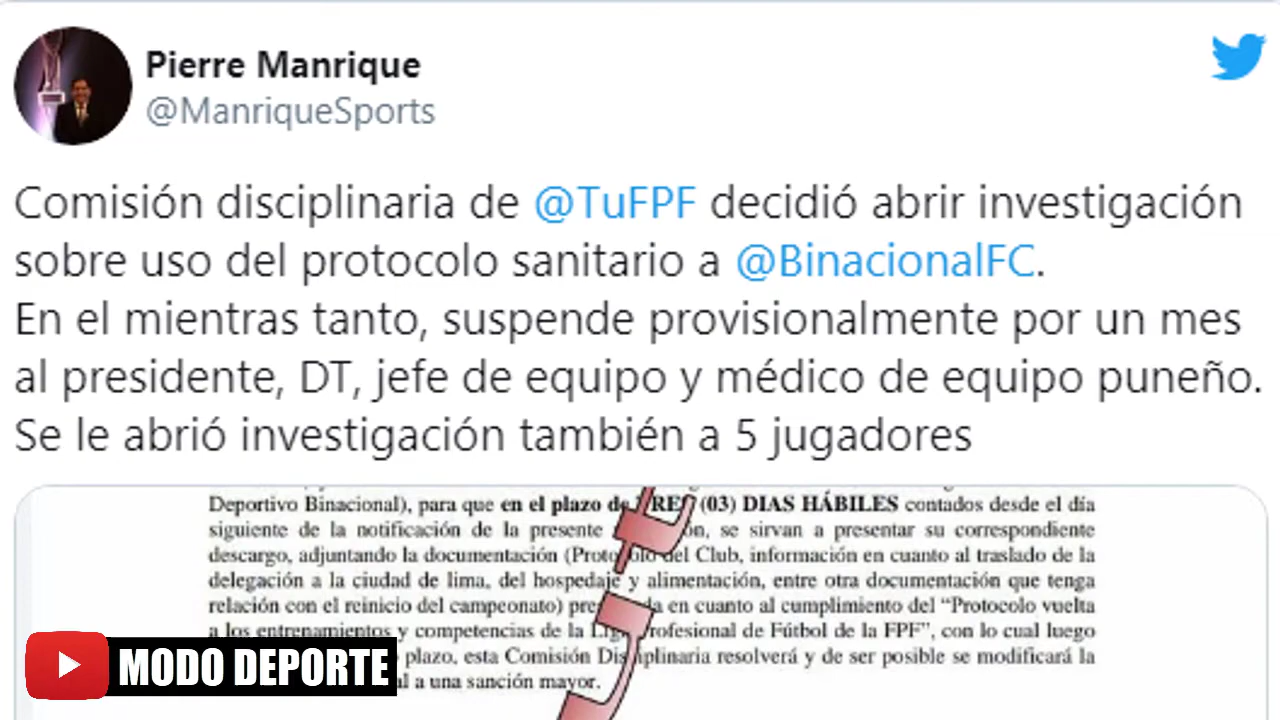 Pierre Manrique
@ManriqueSports
Comisión disciplinaria de @TuFPF decidió abrir investigación
sobre uso del protocolo sanitario a @BinacionalFC.
En el mientras tanto, suspende provisionalmente por un mes
al presidente, DT, jefe de equipo y médico de equipo puneño.
Se le abrió investigación también a 5 jugadores
Deportivo Binacional), para que en el plazo de (03) DIAS HÁBILES contados desde el día
siguiente de la notificación de la presente se sirvan a presentar su correspondiente
descargo, adjuntando la documentación del Club, información en cuanto al traslado de la
delegación a la ciudad de lima, del hospedaje y alimentación, entre otra documentación que tenga
relación con el reinicio del campeonato) en cuanto al cumplimiento del “Protocolo vuelta
a los entrenamientos y competencias de la Liga Profesional de Fútbol de la FPF”, con lo cual luego
plazo, esta Comisión Disciplinaria resolverá y de ser posible se modificará la
a una sanción mayor.
MODO DEPORTE